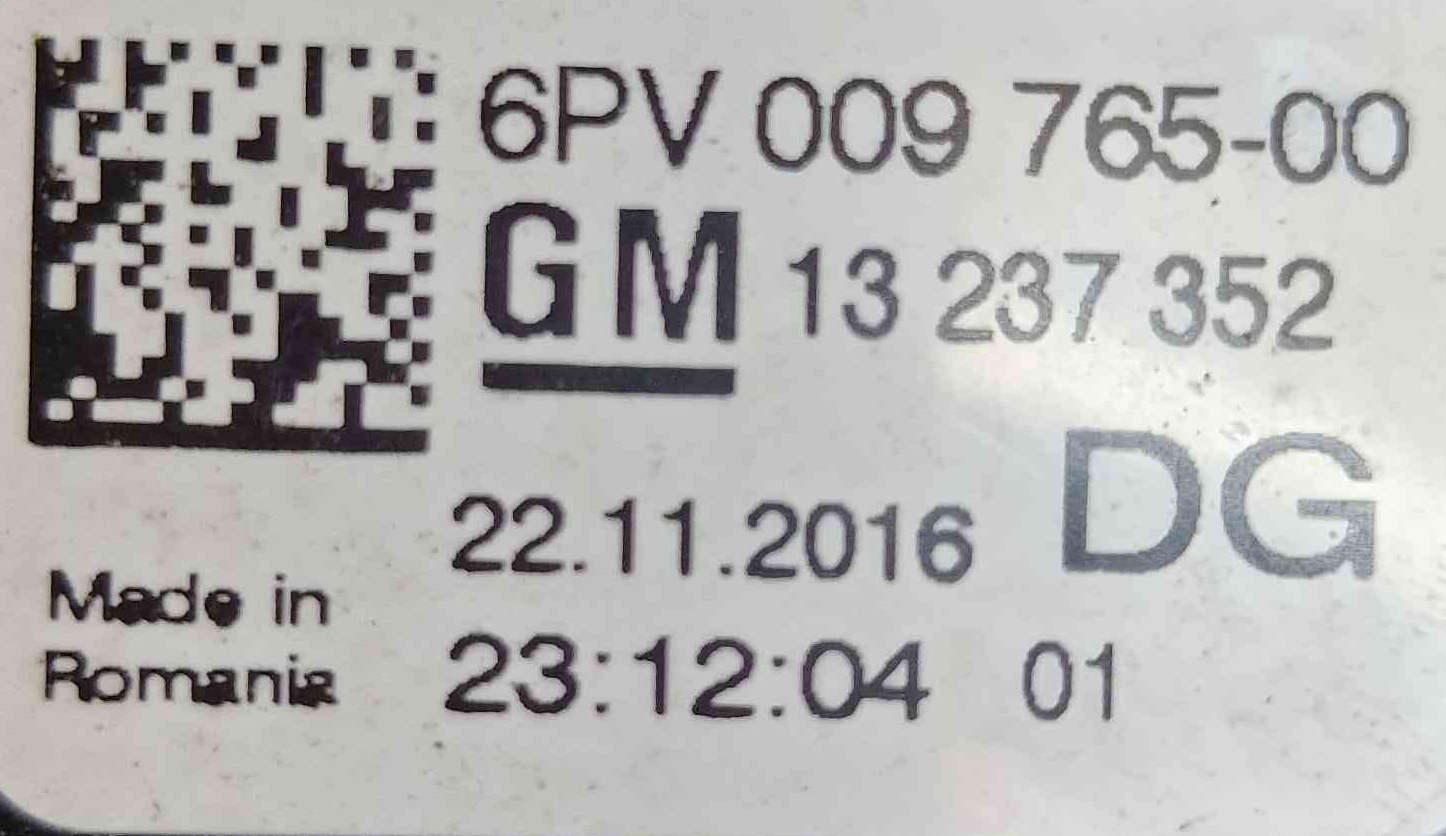 6PV 009 765-00
GM 13 237 352
DG
22.11.2016
Made in
Romania
23:12:04 01